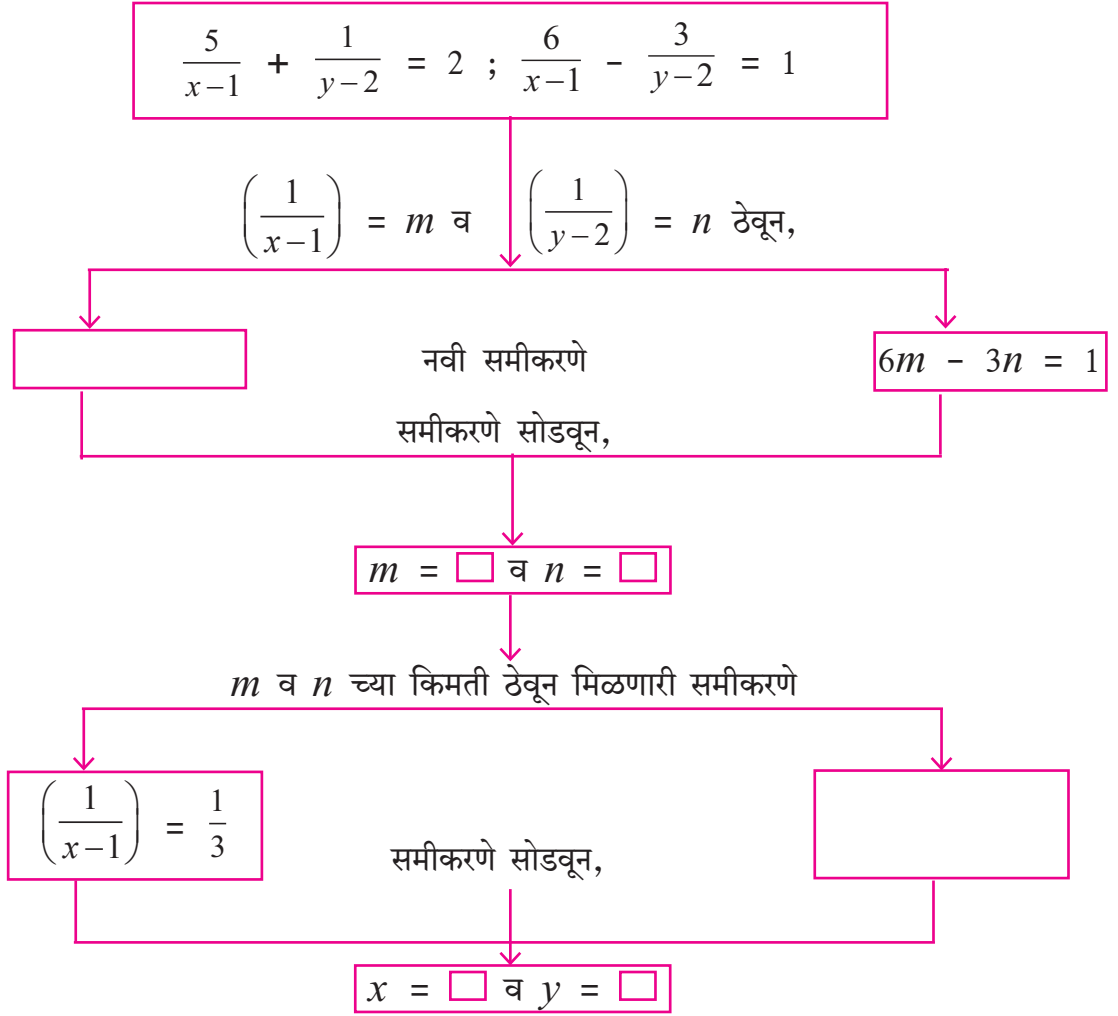 5/(x−1) + 1/(y−2) = 2 ; 6/(x−1) - 3/(y−2) = 1
(1/(x−1)) = m व (1/(y−2)) = n ठेवून,
नवी समीकरणे 6m - 3n = 1
समीकरणे सोडवून,
m = □ व n = □
m व n च्या किमती ठेवून मिळणारी समीकरणे
(1/(x−1)) = 1/3
समीकरणे सोडवून,
x = □ व y = □